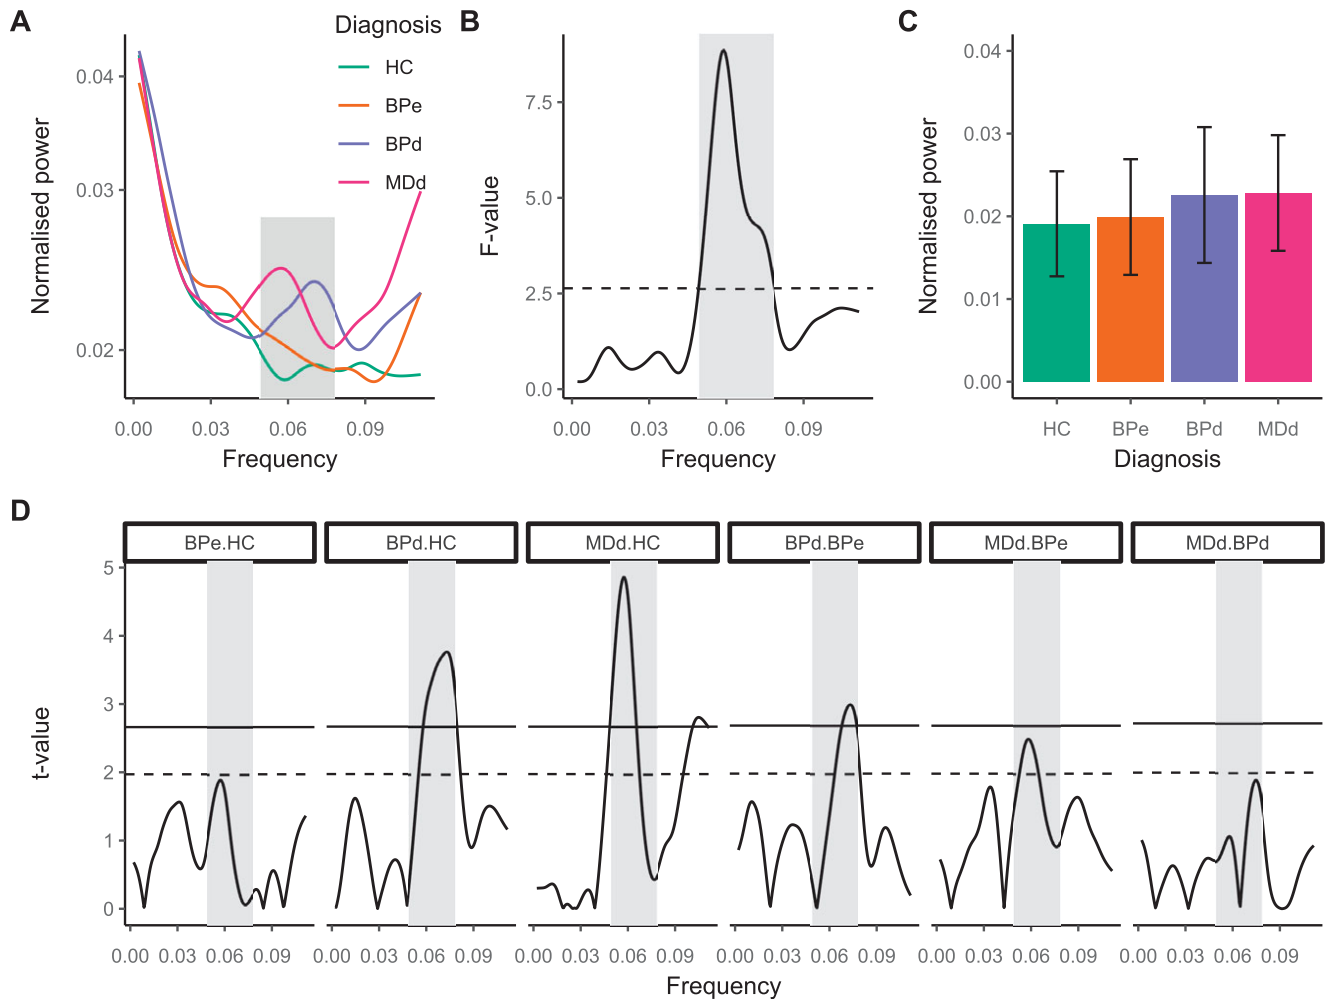 A
Diagnosis
HC
BPe
BPd
MDd
0.04
0.03
0.02
Normalised power
0.00 0.03 0.06 0.09
Frequency
B
7.5
5.0
2.5
0.0
F-value
0.00 0.03 0.06 0.09
Frequency
C
0.04
0.03
0.02
0.01
0.00
Normalised power
HC BPe BPd MDd
Diagnosis
D
BPe.HC BPd.HC MDd.HC BPd.BPe MDd.BPe MDd.BPd
5
4
3
2
1
0
t-value
0.00 0.03 0.06 0.09 0.00 0.03 0.06 0.09 0.00 0.03 0.06 0.09 0.00 0.03 0.06 0.09 0.00 0.03 0.06 0.09 0.00 0.03 0.06 0.09
Frequency